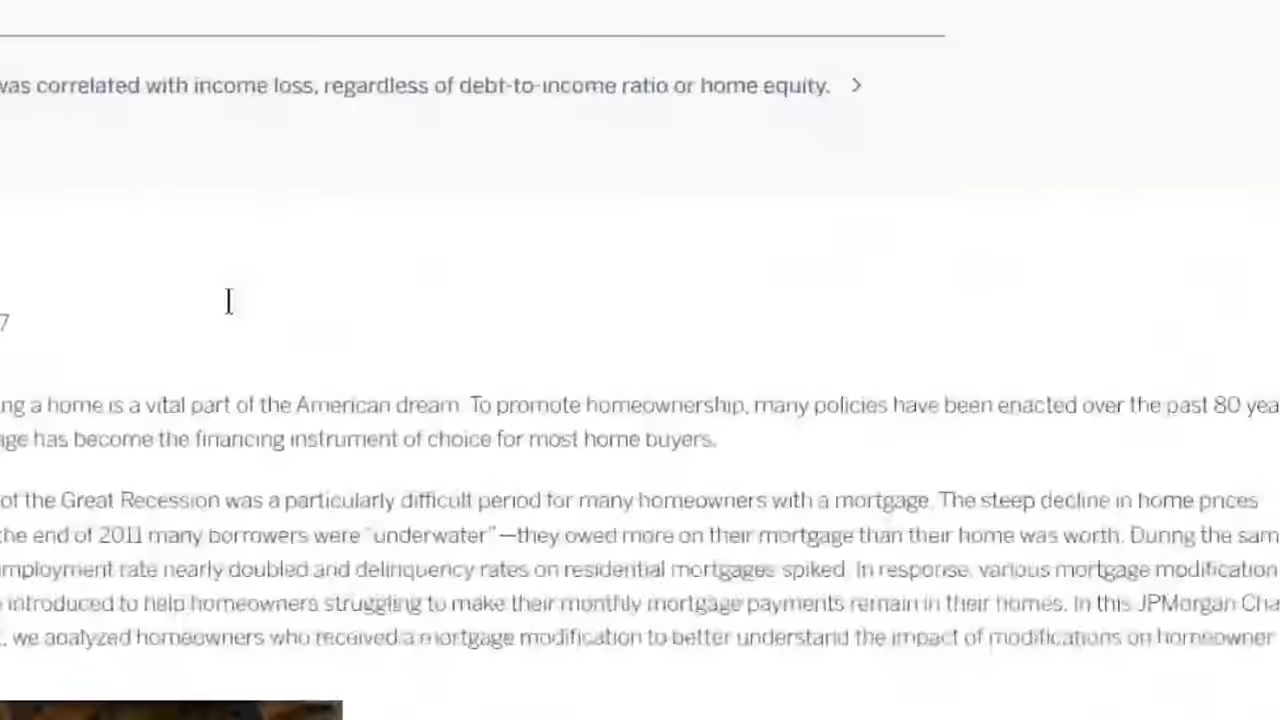 was correlated with income loss, regardless of debt-to-income ratio or home equity. >
7
ng a home is a vital part of the American dream. To promote homeownership, many policies have been enacted over the past 80 yea
age has become the financing instrument of choice for most home buyers.
of the Great Recession was a particularly difficult period for many homeowners with a mortgage. The steep decline in home prices
the end of 2011 many borrowers were “underwater”—they owed more on their mortgage than their home was worth. During the sam
mployment rate nearly doubled and delinquency rates on residential mortgages spiked. In response, various mortgage modification
introduced to help homeowners struggling to make their monthly mortgage payments remain in their homes. In this JPMorgan Cha
, we analyzed homeowners who received a mortgage modification to better understand the impact of modifications on homeowner